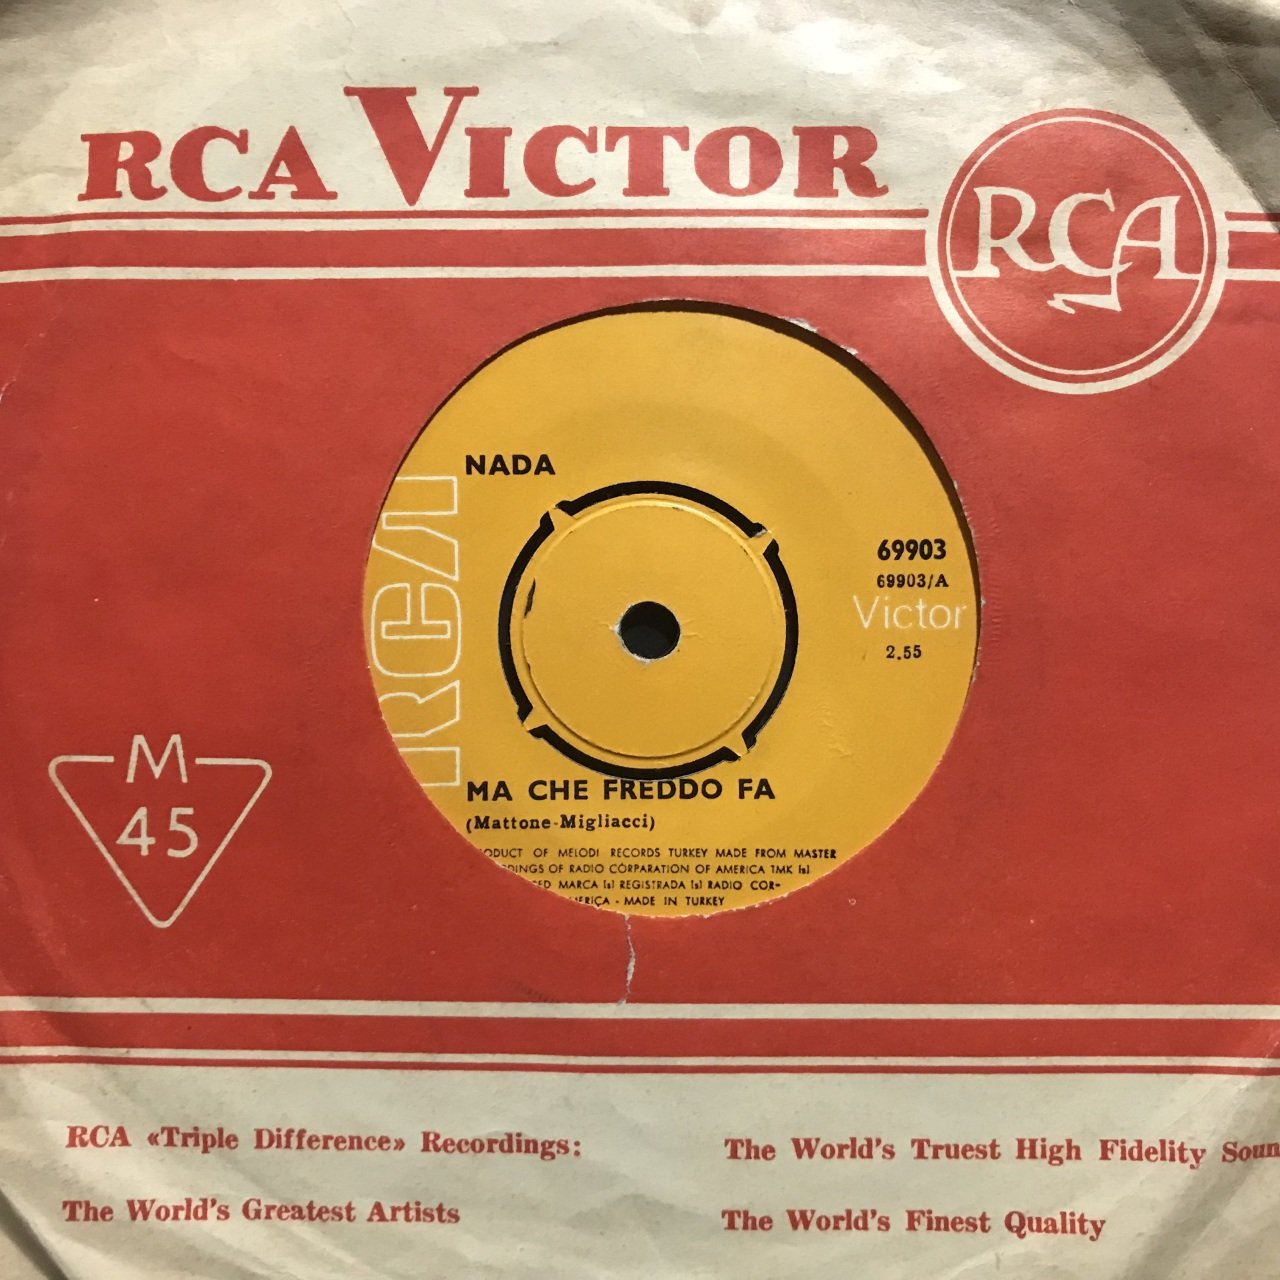 RCA VICTOR
RCA
NADA
RCA
69903
69903/A
Victor
2.55
MA CHE FREDDO FA
(Mattone-Migliacci)
OF MELODI RECORDS TURKEY MADE FROM MASTER
OF RADIO CORPARATION OF AMERICA TMK [s]
MARCA [s] REGISTRADA [s] RADIO COR-
- MADE IN TURKEY
M
45
RCA «Triple Difference» Recordings:
The World's Greatest Artists
The World's Truest High Fidelity
The World's Finest Quality